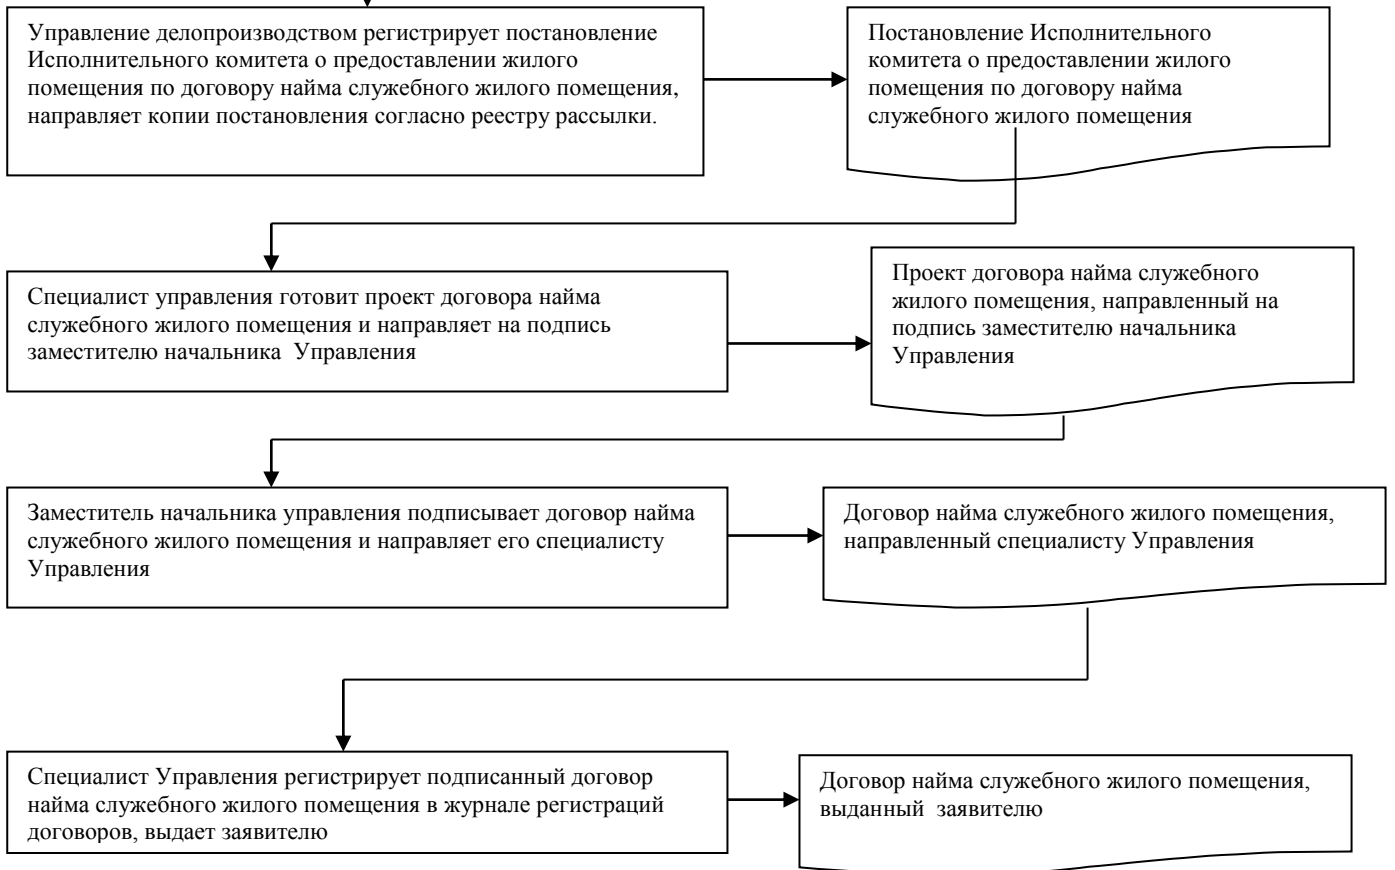 Управление делопроизводством регистрирует постановление
Исполнительного комитета о предоставлении жилого
помещения по договору найма служебного жилого помещения,
направляет копии постановления согласно реестру рассылки.
Постановление Исполнительного
комитета о предоставлении жилого
помещения по договору найма
служебного жилого помещения
Специалист управления готовит проект договора найма
служебного жилого помещения и направляет на подпись
заместителю начальника  Управления
Проект договора найма служебного
жилого помещения, направленный на
подпись заместителю начальника
Управления
Заместитель начальника управления подписывает договор найма
служебного жилого помещения и направляет его специалисту
Управления
Договор найма служебного жилого помещения,
направленный специалисту Управления
Специалист Управления регистрирует подписанный договор
найма служебного жилого помещения в журнале регистраций
договоров, выдает заявителю
Договор найма служебного жилого помещения,
выданный  заявителю